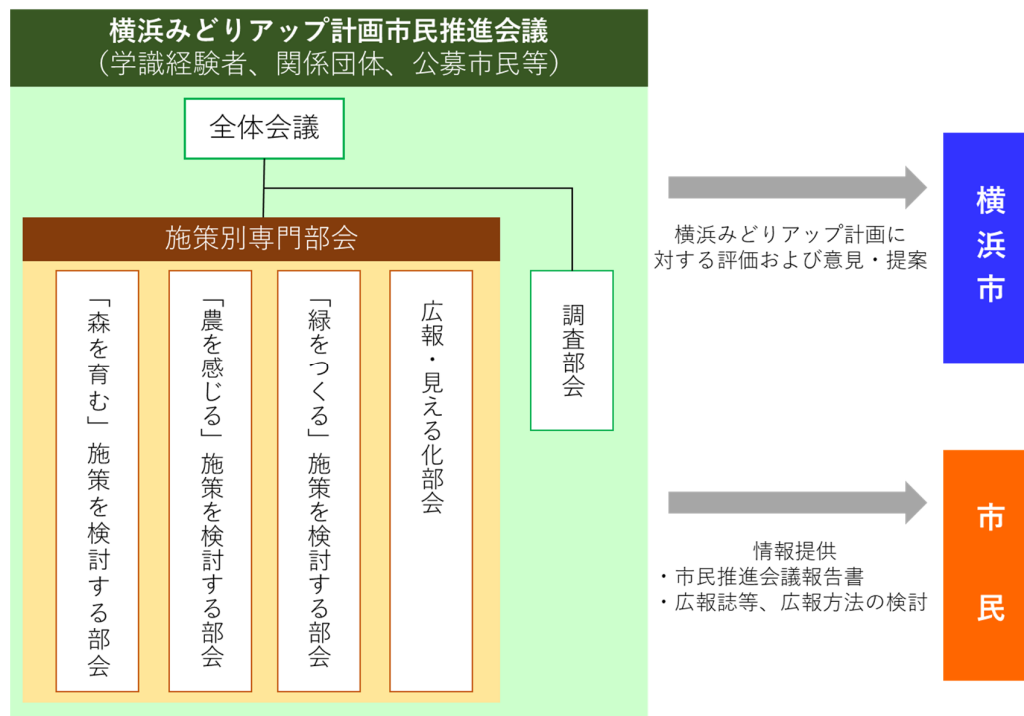 横浜みどりアップ計画市民推進会議
（学識経験者、関係団体、公募市民等）
全体会議
施策別専門部会
「森を育む」施策を検討する部会
「農を感じる」施策を検討する部会
「緑をつくる」施策を検討する部会
広報・見える化部会
調査部会
横浜みどりアップ計画に
対する評価および意見・提案
横浜市
情報提供
・市民推進会議報告書
・広報誌等、広報方法の検討
市民